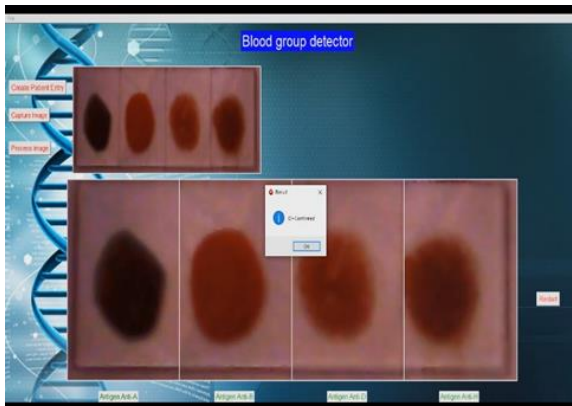 Blood group detector
Create Patient Entry
Capture Image
Process Image
Result
OK
Restart
Antigen Anti-A
Antigen Anti-B
Antigen Anti-D
Antigen Anti-H